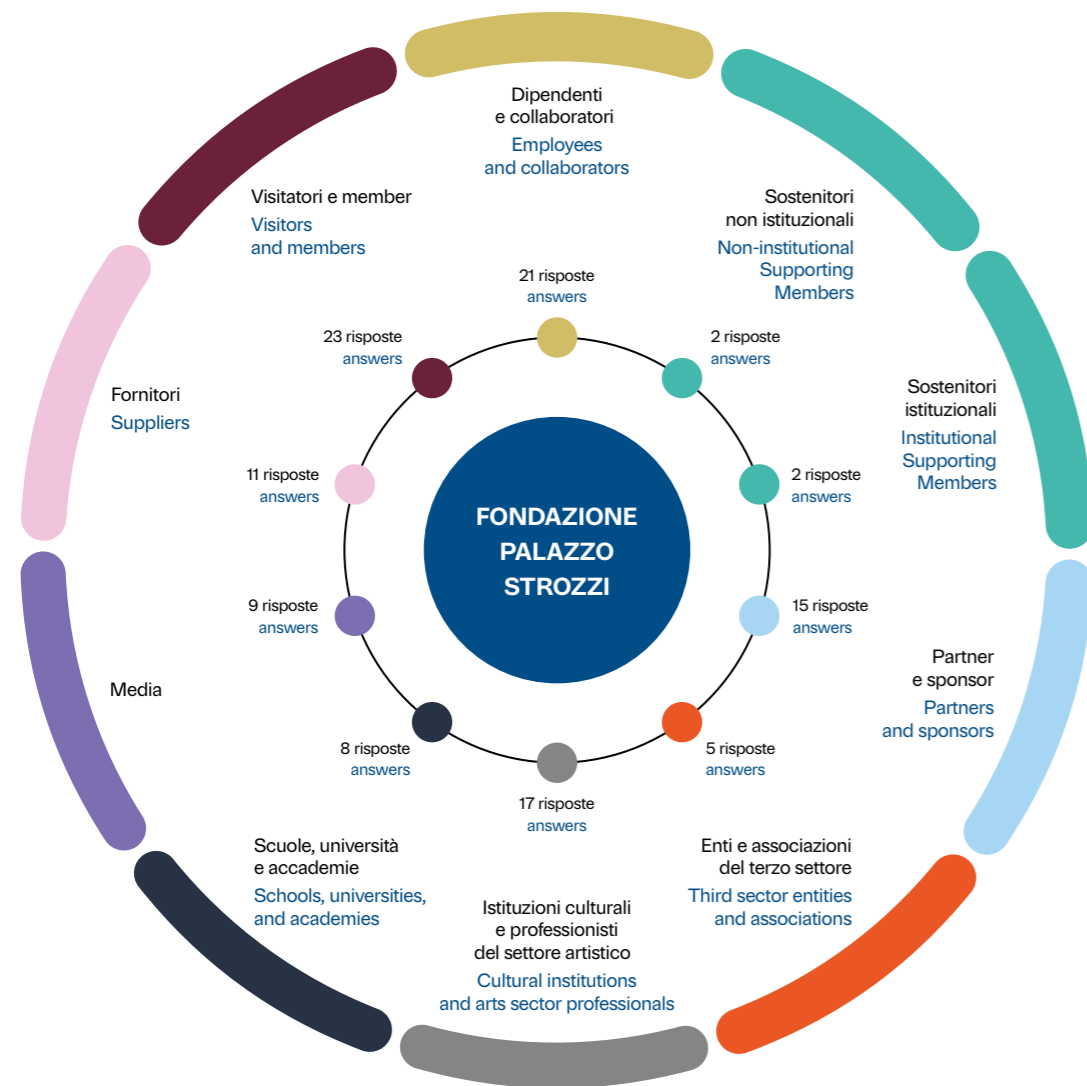 Dipendenti
e collaboratori
Employees
and collaborators
Visitatori e member
Visitors
and members
Sostenitori
non istituzionali
Non-institutional
Supporting
Members
21 risposte
answers
23 risposte
answers
2 risposte
answers
Fornitori
Suppliers
Sostenitori
istituzionali
Institutional
Supporting
Members
11 risposte
answers
2 risposte
answers
FONDAZIONE
PALAZZO
STROZZI
9 risposte
answers
15 risposte
answers
Media
Partner
e sponsor
Partners
and sponsors
8 risposte
answers
5 risposte
answers
17 risposte
answers
Scuole, università
e accademie
Schools, universities,
and academies
Enti e associazioni
del terzo settore
Third sector entities
and associations
Istituzioni culturali
e professionisti
del settore artistico
Cultural institutions
and arts sector professionals